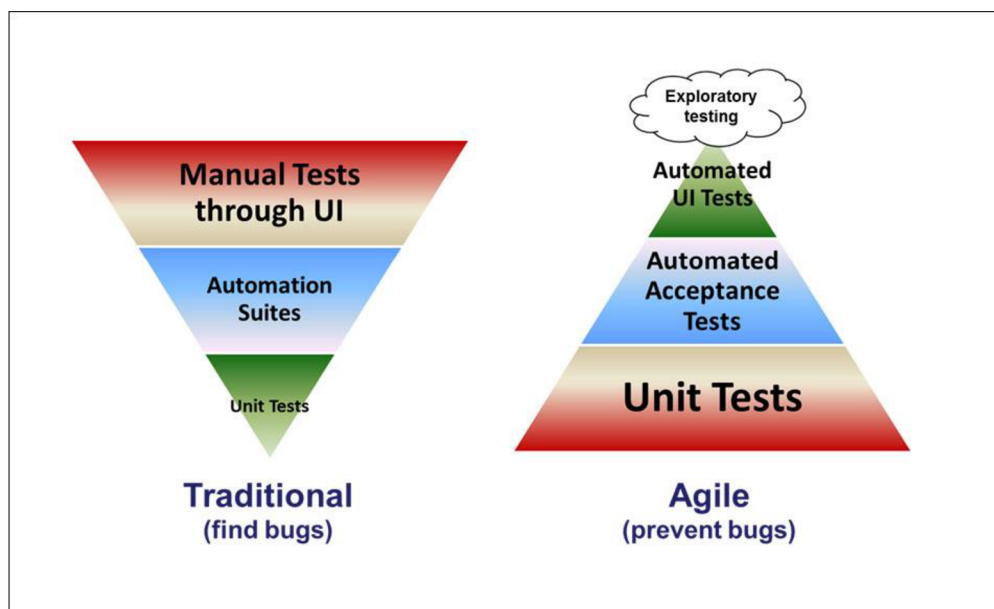 Manual Tests
through UI
Automation
Suites
Unit Tests
Traditional
(find bugs)
Exploratory
testing
Automated
UI Tests
Automated
Acceptance
Tests
Unit Tests
Agile
(prevent bugs)